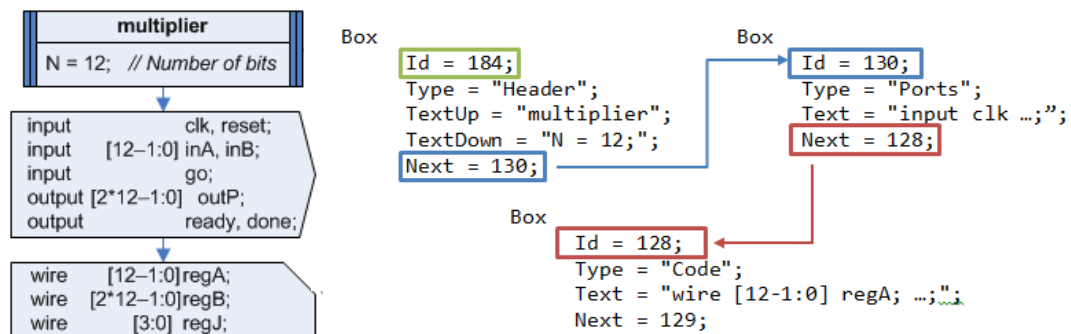 multiplier
N = 12; // Number of bits
input clk, reset;
input [12–1:0] inA, inB;
input go;
output [2*12–1:0] outP;
output ready, done;
wire [12–1:0] regA;
wire [2*12–1:0] regB;
wire [3:0] regJ;
Box
Id = 184;
Type = "Header";
TextUp = "multiplier";
TextDown = "N = 12;";
Next = 130;
Box
Id = 130;
Type = "Ports";
Text = "input clk …;”;
Next = 128;
Box
Id = 128;
Type = "Code";
Text = "wire [12-1:0] regA; …;";
Next = 129;